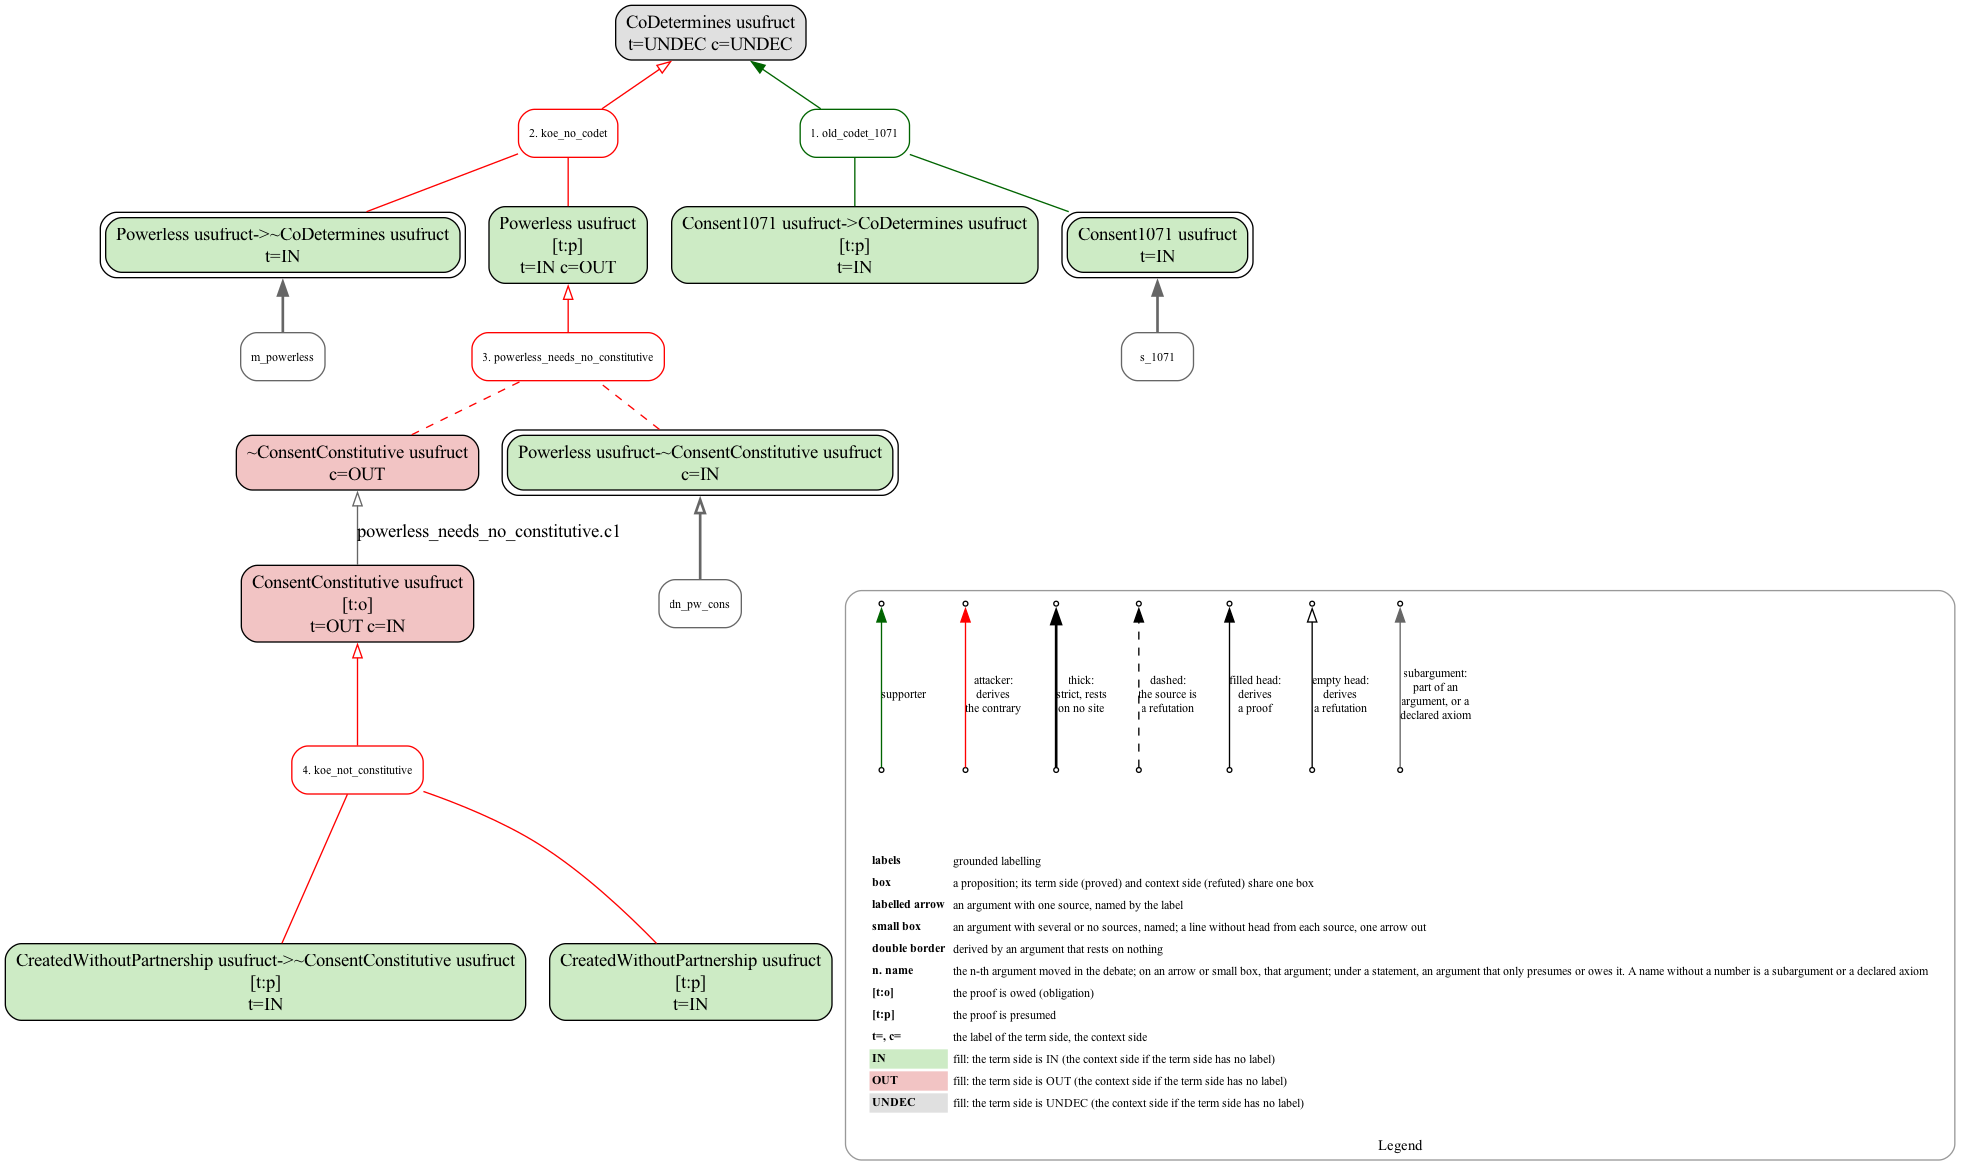 CoDetermines usufruct
t=UNDEC c=UNDEC
2. koe_no_codet
1. old_codet_1071
Powerless usufruct->~CoDetermines usufruct
t=IN
Powerless usufruct
[t:p]
t=IN c=OUT
Consent1071 usufruct->CoDetermines usufruct
[t:p]
t=IN
Consent1071 usufruct
t=IN
m_powerless
3. powerless_needs_no_constitutive
s_1071
~ConsentConstitutive usufruct
c=OUT
Powerless usufruct-~ConsentConstitutive usufruct
c=IN
powerless_needs_no_constitutive.c1
ConsentConstitutive usufruct
[t:o]
t=OUT c=IN
dn_pw_cons
4. koe_not_constitutive
CreatedWithoutPartnership usufruct->~ConsentConstitutive usufruct
[t:p]
t=IN
CreatedWithoutPartnership usufruct
[t:p]
t=IN
supporter
attacker:
derives
the contrary
thick:
strict, rests
on no site
dashed:
the source is
a refutation
filled head:
derives
a proof
empty head:
derives
a refutation
subargument:
part of an
argument, or a
declared axiom
labels grounded labelling
box a proposition; its term side (proved) and context side (refuted) share one box
labelled arrow an argument with one source, named by the label
small box an argument with several or no sources, named; a line without head from each source, one arrow out
double border derived by an argument that rests on nothing
n. name the n-th argument moved in the debate; on an arrow or small box, that argument; under a statement, an argument that only presumes or owes it. A name without a number is a subargument or a declared axiom
[t:o] the proof is owed (obligation)
[t:p] the proof is presumed
t=, c= the label of the term side, the context side
IN fill: the term side is IN (the context side if the term side has no label)
OUT fill: the term side is OUT (the context side if the term side has no label)
UNDEC fill: the term side is UNDEC (the context side if the term side has no label)
Legend